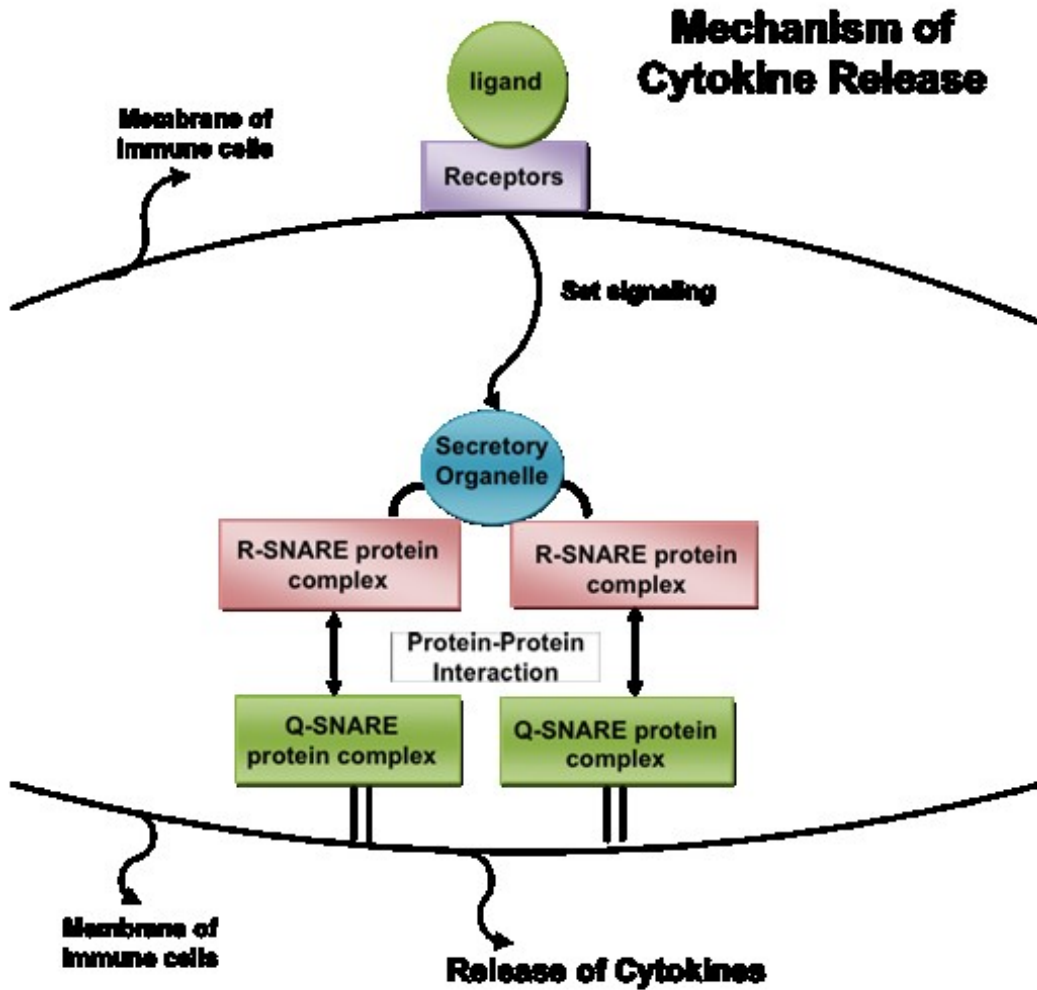 Mechanism of
Cytokine Release
ligand
Membrane of
Immune cells
Receptors
Set signaling
Secretory
Organelle
R-SNARE protein
complex
R-SNARE protein
complex
Protein-Protein
Interaction
Q-SNARE
protein complex
Q-SNARE protein
complex
Membrane of
Immune cells
Release of Cytokines